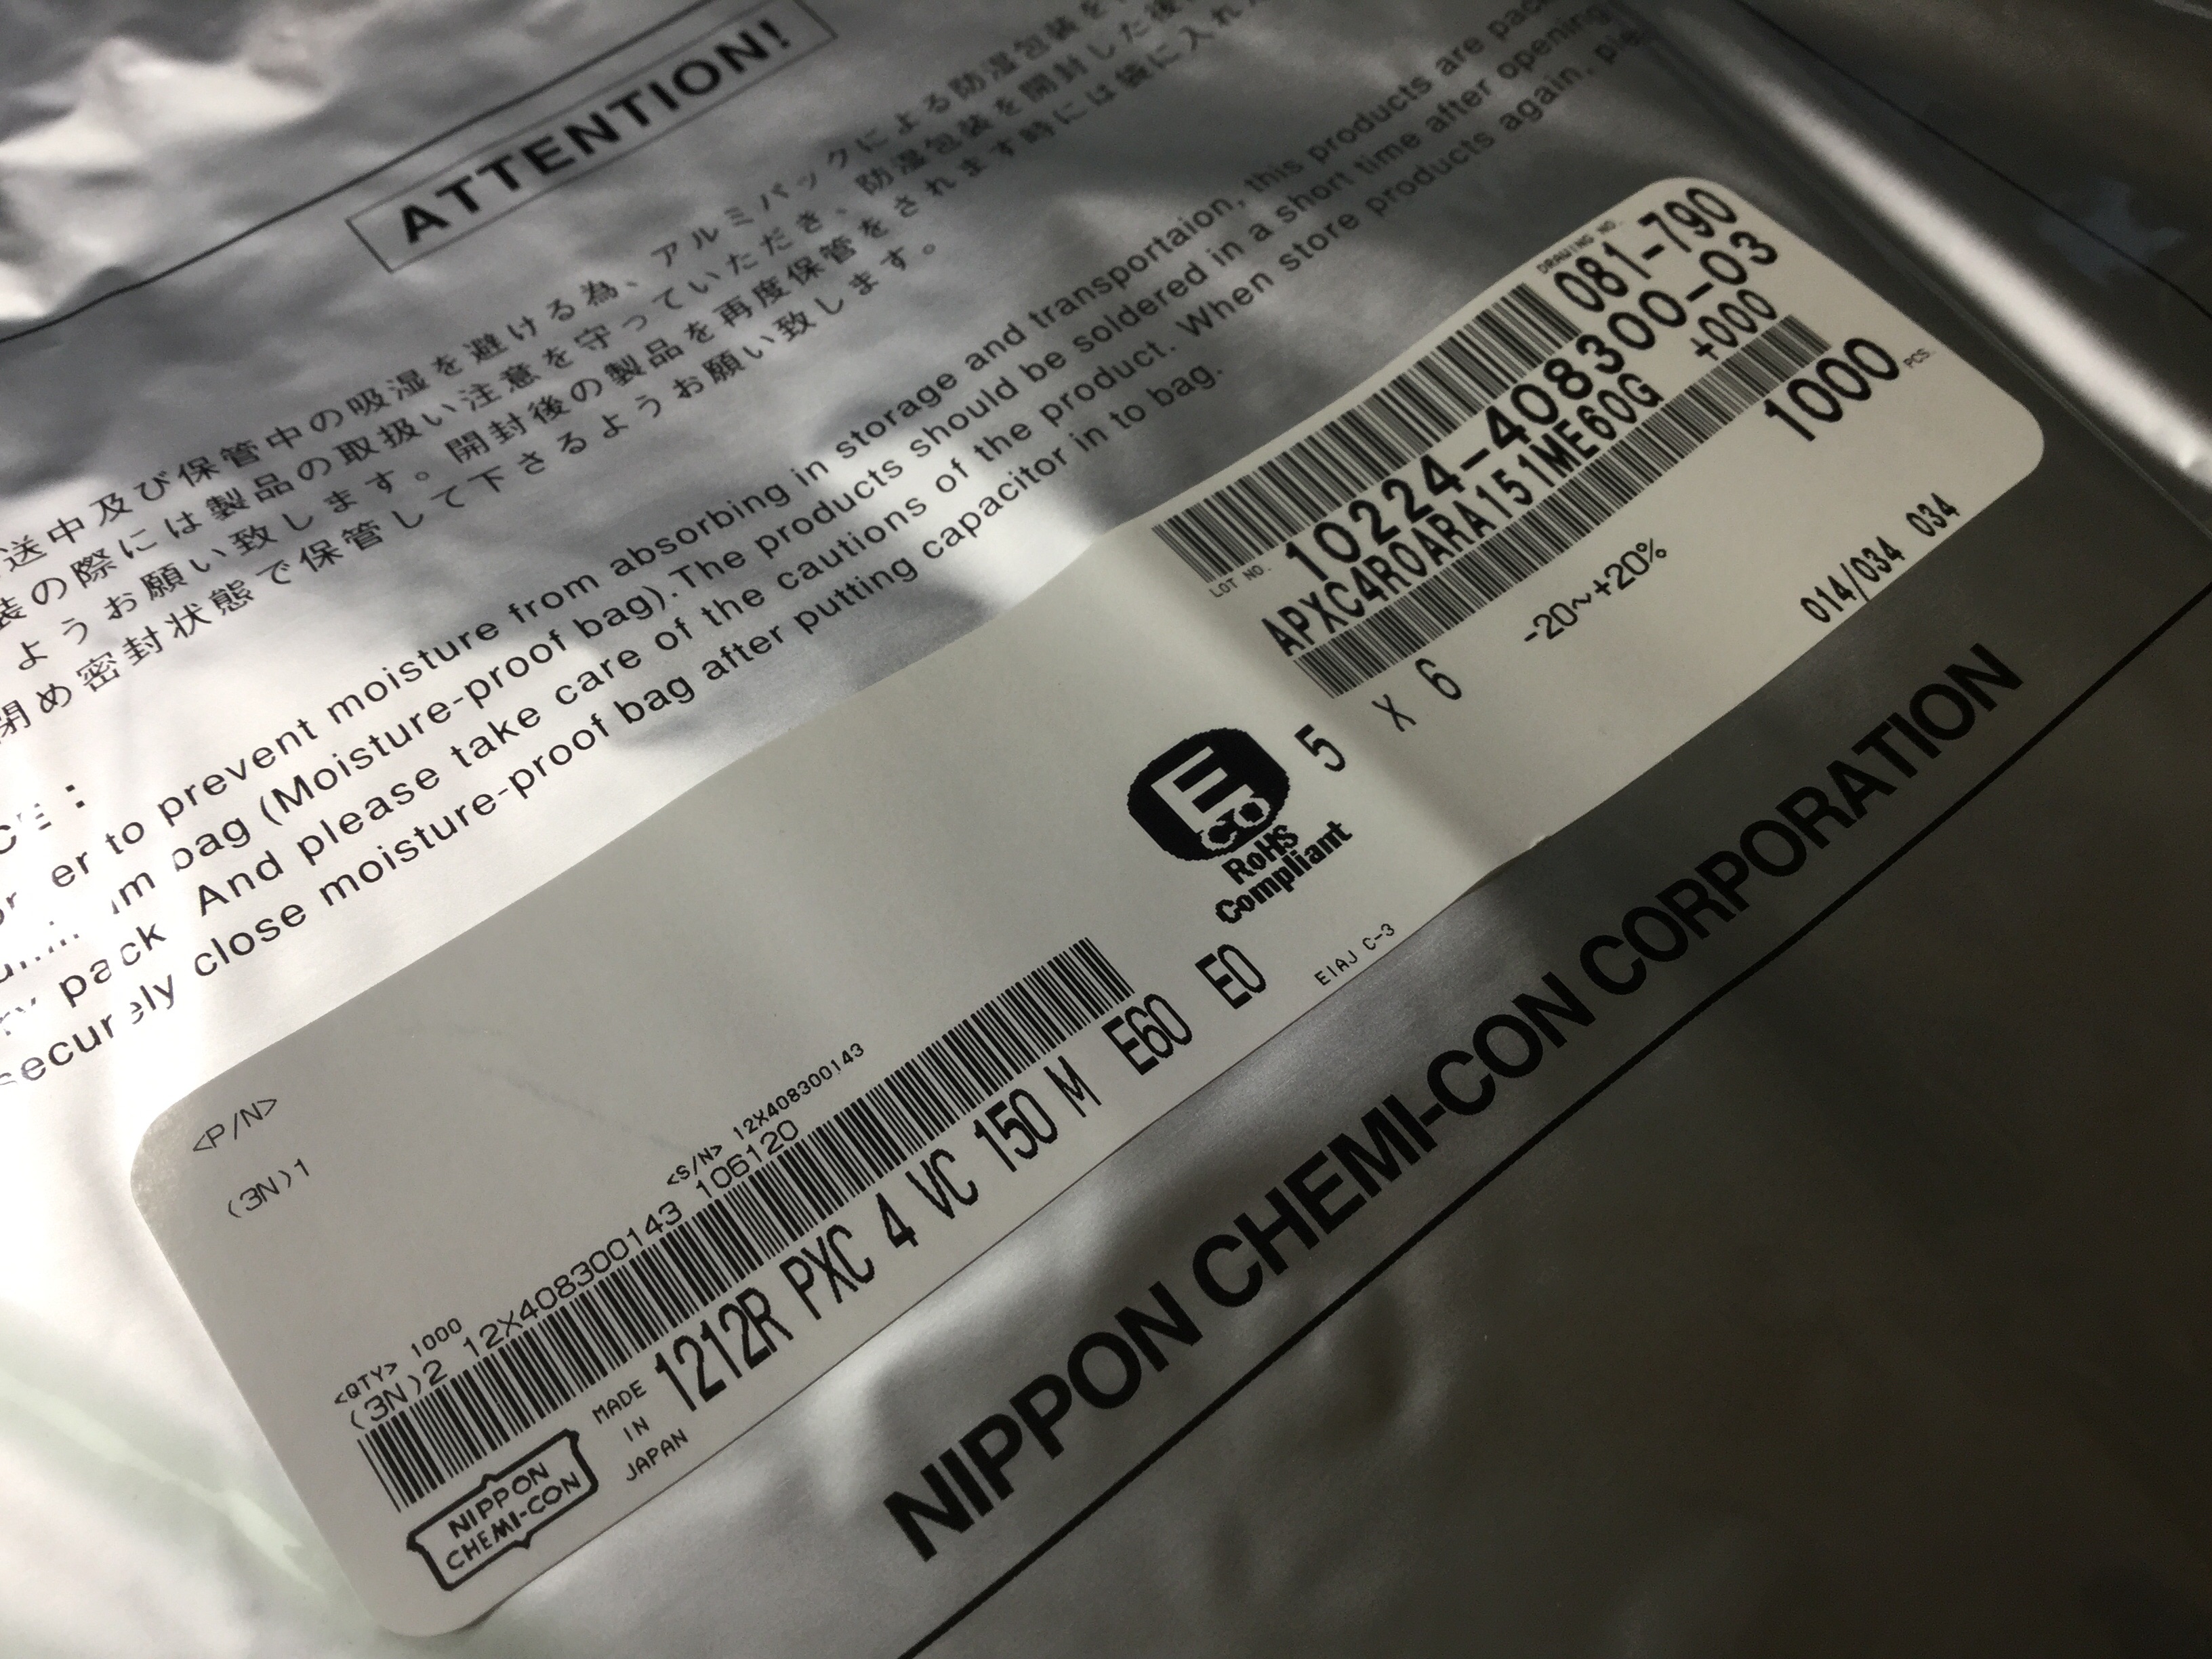 ATTENTION!
送中及び保管中の吸湿を避ける為、アルミパックによる防湿包装を
装の際には製品の取扱い注意を守っていただき、防湿包装を開封した後
ようお願い致します。開封後の製品を再度保管をされます時には袋に入れ
閉め密封状態で保管して下さるようお願い致します。
CE :
er to prevent moisture from absorbing in storage and transportaion, this products are pack
bag (Moisture-proof bag).The products should be soldered in a short time after opening
pack And please take care of the cautions of the product. When store products again, ple
securely close moisture-proof bag after putting capacitor in to bag.
DRAWING NO.
081-790
LOT NO. 10224-408300-03
APXC4R0ARA151ME60G +000
1000 PCS.
5 X 6 -20~+20%
014/034 034
Eco
RoHS
Compliant
<P/N>
(3N)1
<QTY> 1000 <S/N> 12X408300143
(3N)2 12X408300143 106120
NIPPON
CHEMI-CON
MADE
IN
JAPAN
1212R PXC 4 VC 150 M E60 E0
EIAJ C-3
NIPPON CHEMI-CON CORPORATION